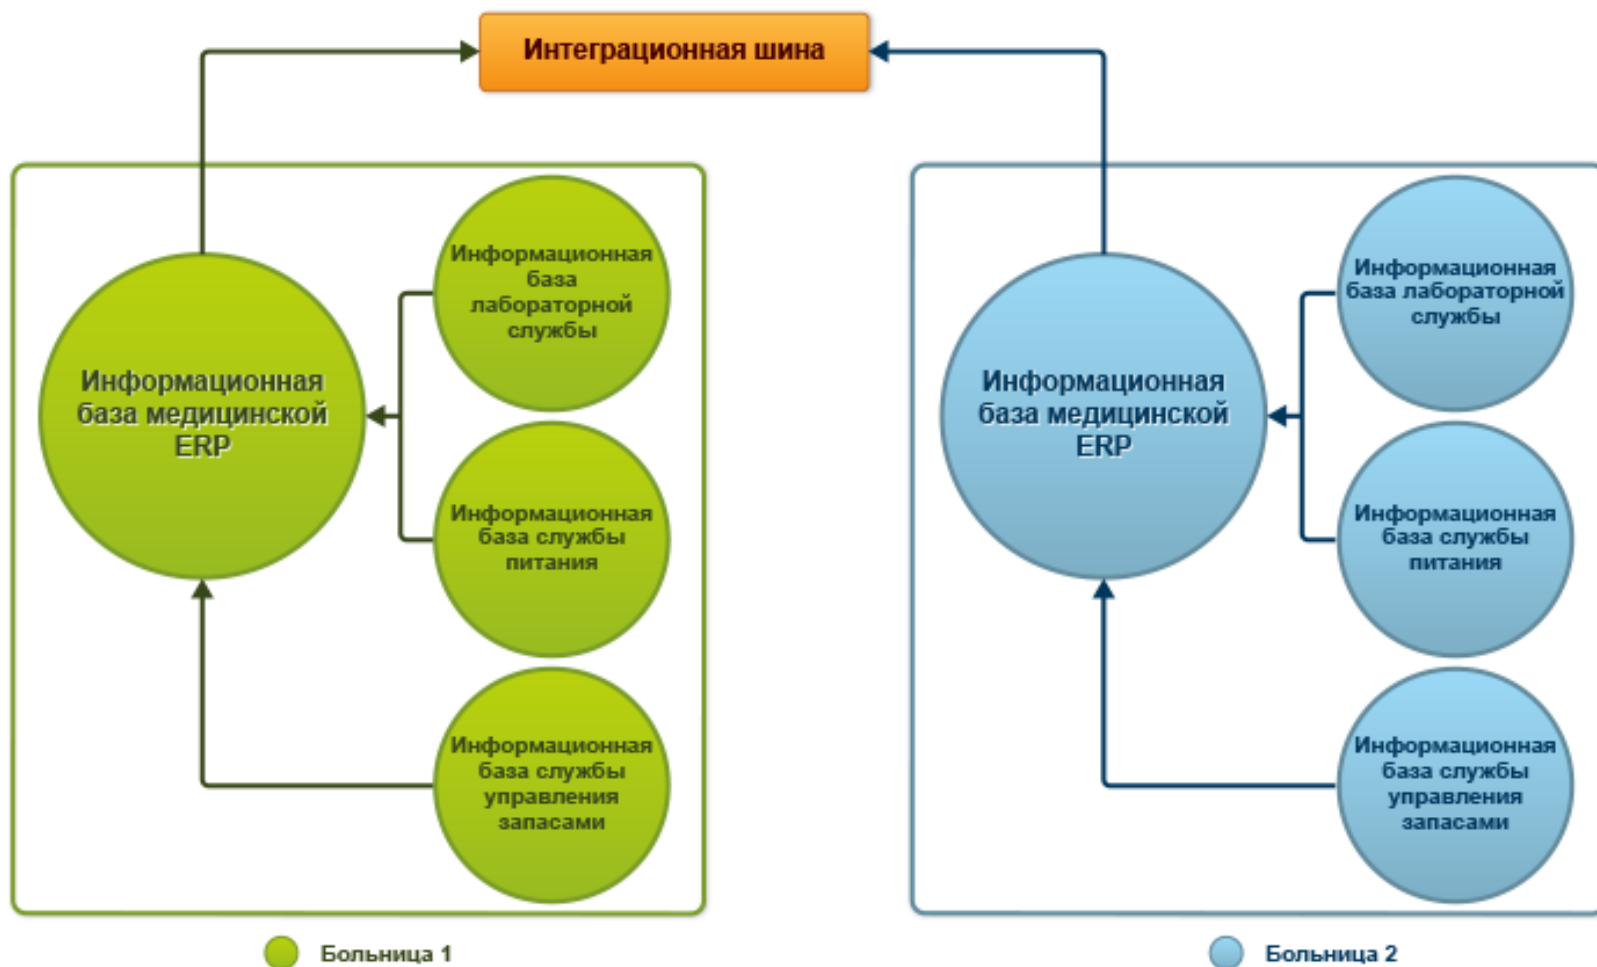 Интеграционная шина
Информационная
база
лабораторной
службы
Информационная
база медицинской
ERP
Информационная
база службы
питания
Информационная
база службы
управления
запасами
Больница 1
Информационная
база лабораторной
службы
Информационная
база медицинской
ERP
Информационная
база службы
питания
Информационная
база службы
управления
запасами
Больница 2